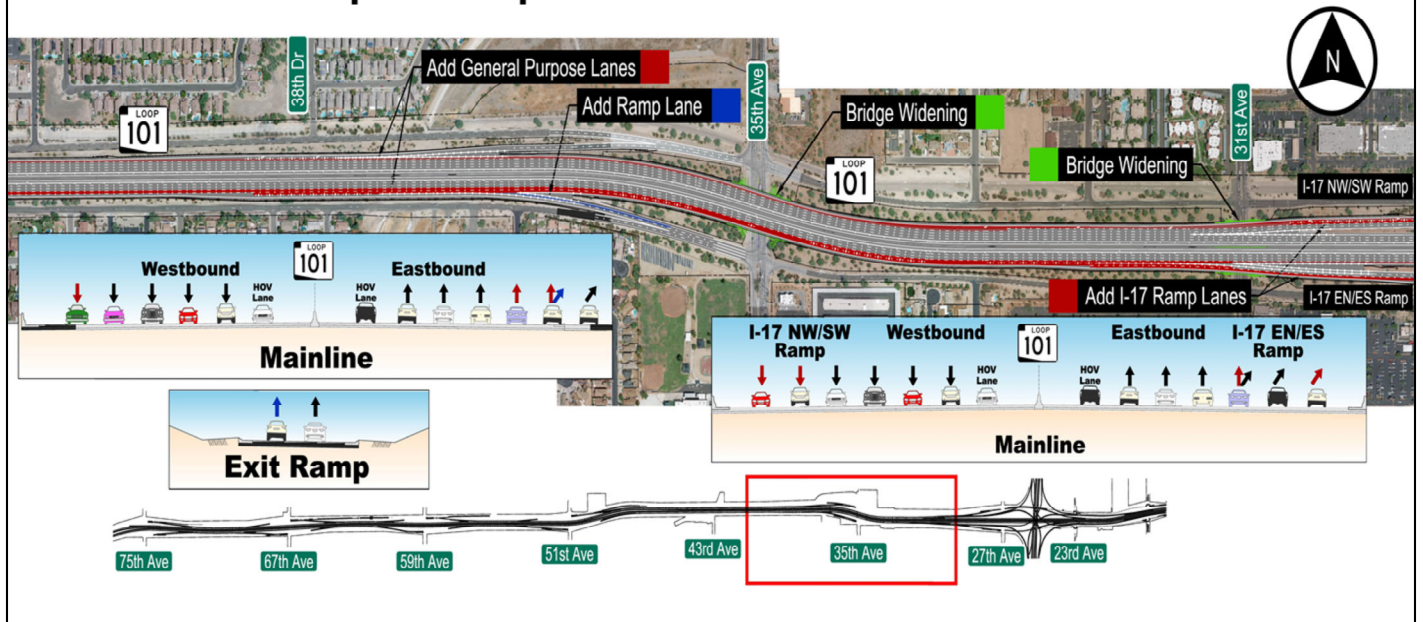 N
38th Dr
35th Ave
31st Ave
Add General Purpose Lanes
Add Ramp Lane
Bridge Widening
Bridge Widening
LOOP
101
LOOP
101
I-17 NW/SW Ramp
Add I-17 Ramp Lanes
I-17 EN/ES Ramp
LOOP
101
Westbound
Eastbound
HOV
Lane
HOV
Lane
Mainline
I-17 NW/SW
Ramp
Westbound
LOOP
101
Eastbound
I-17 EN/ES
Ramp
HOV
Lane
HOV
Lane
Mainline
Exit Ramp
75th Ave
67th Ave
59th Ave
51st Ave
43rd Ave
35th Ave
27th Ave
23rd Ave